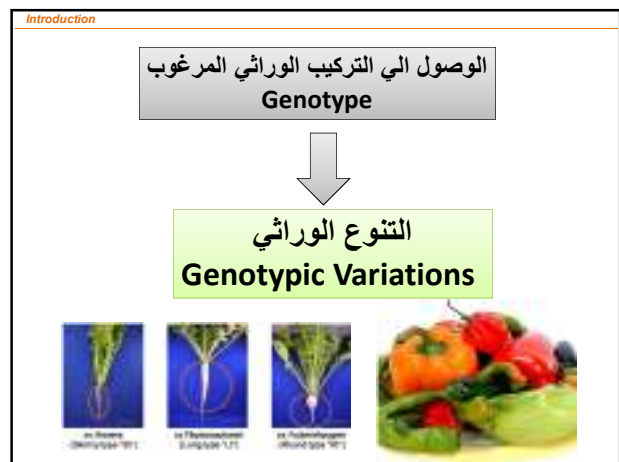 Introduction
الوصول الي التركيب الوراثي المرغوب
Genotype
التنوع الوراثي
Genotypic Variations